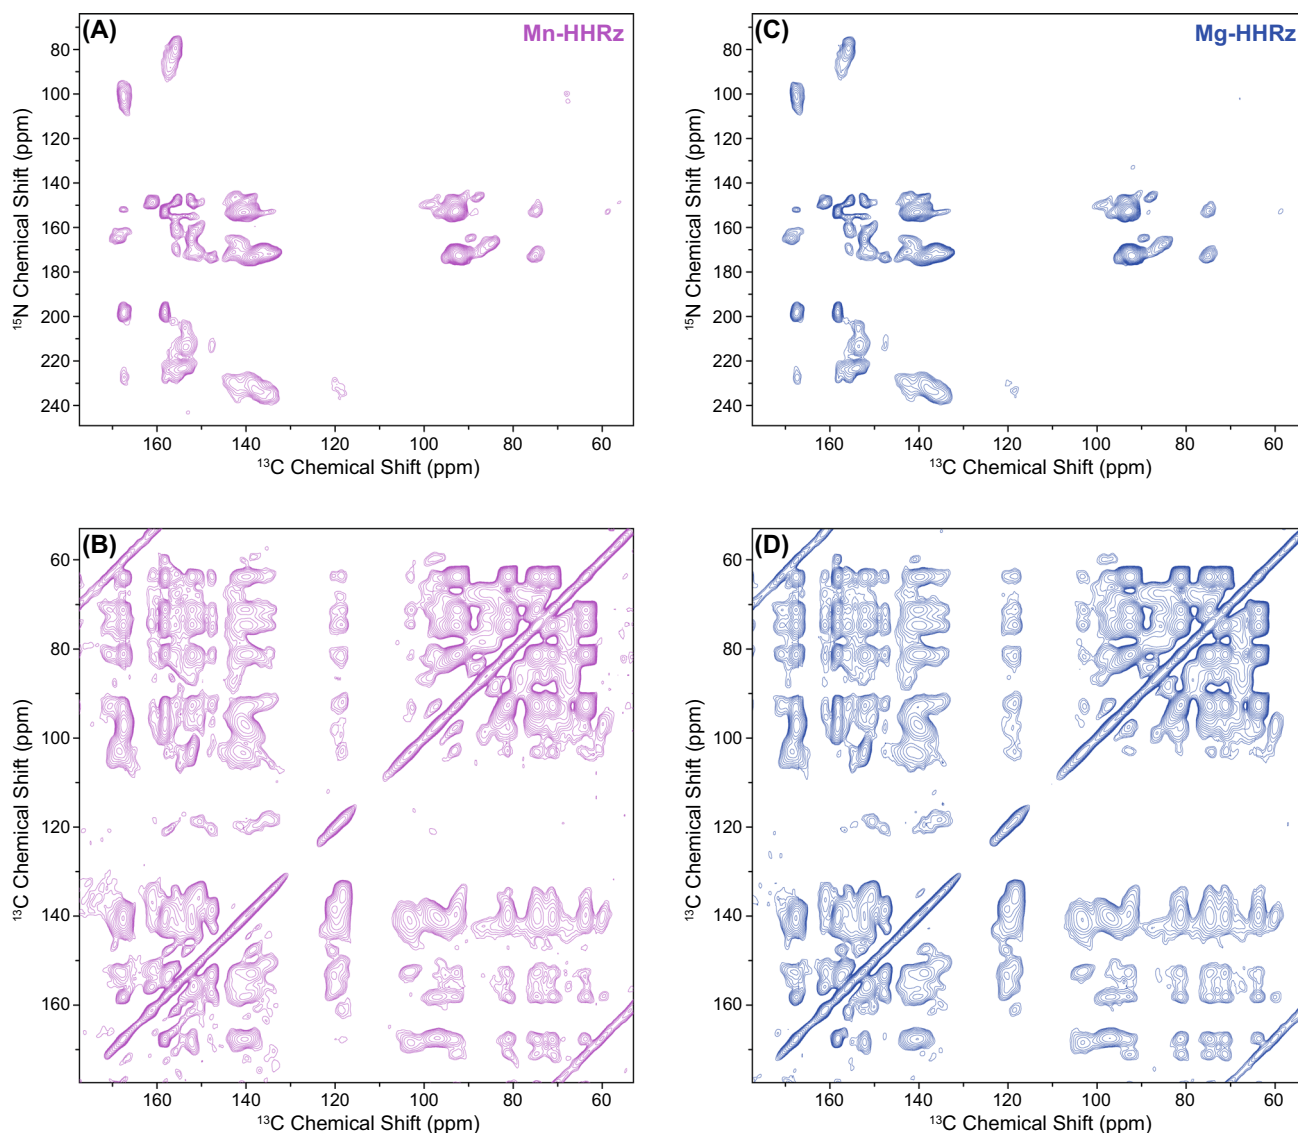 (A) Mn-HHRz
80
100
120
140
160
180
200
220
240
¹⁵N Chemical Shift (ppm)
160 140 120 100 80 60
¹³C Chemical Shift (ppm)
(C) Mg-HHRz
80
100
120
140
160
180
200
220
240
¹⁵N Chemical Shift (ppm)
160 140 120 100 80 60
¹³C Chemical Shift (ppm)
(B)
60
80
100
120
140
160
¹³C Chemical Shift (ppm)
160 140 120 100 80 60
¹³C Chemical Shift (ppm)
(D)
60
80
100
120
140
160
¹³C Chemical Shift (ppm)
160 140 120 100 80 60
¹³C Chemical Shift (ppm)